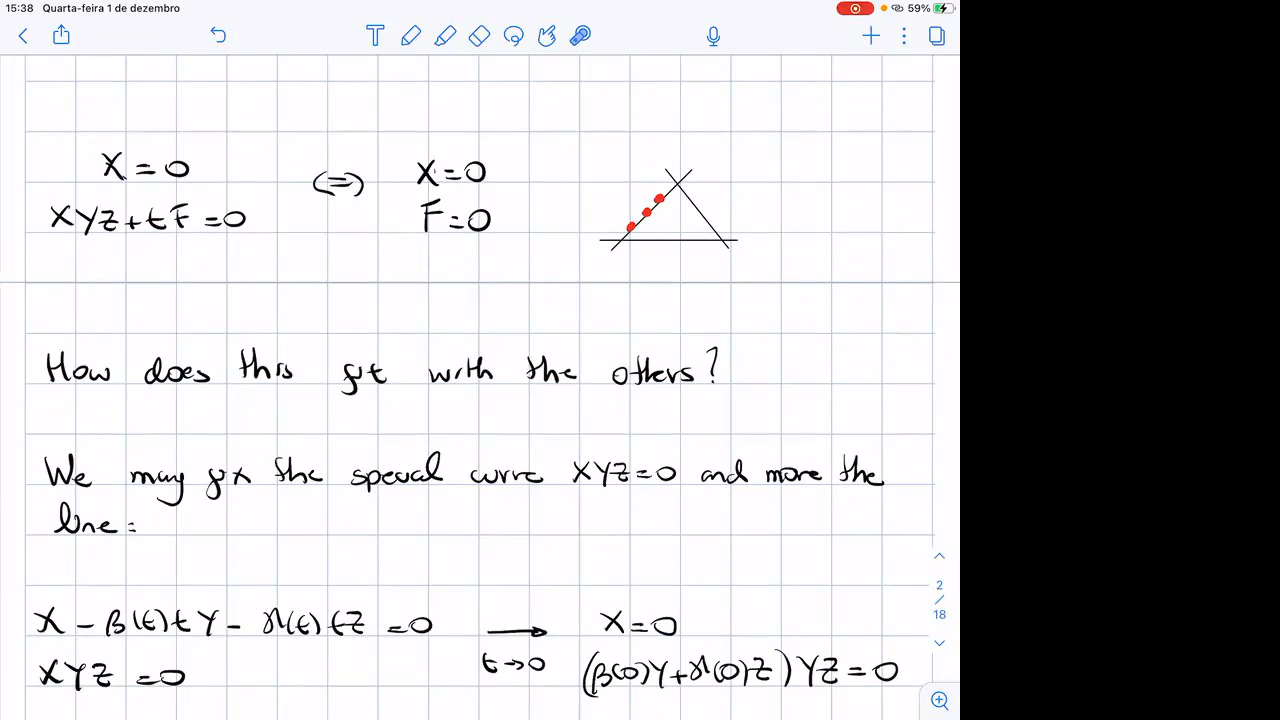 15:38 Quarta-feira 1 de dezembro 59%
X = 0 ⟺ X = 0
XYZ + tF = 0 F = 0
How does this fit with the others?
We may fix the special curve XYZ = 0 and move the
line:
2
/
18
X - β(t)tY - γ(t)tZ = 0 ⟶ X = 0
t→0
XYZ = 0 (β(0)Y + γ(0)Z)YZ = 0